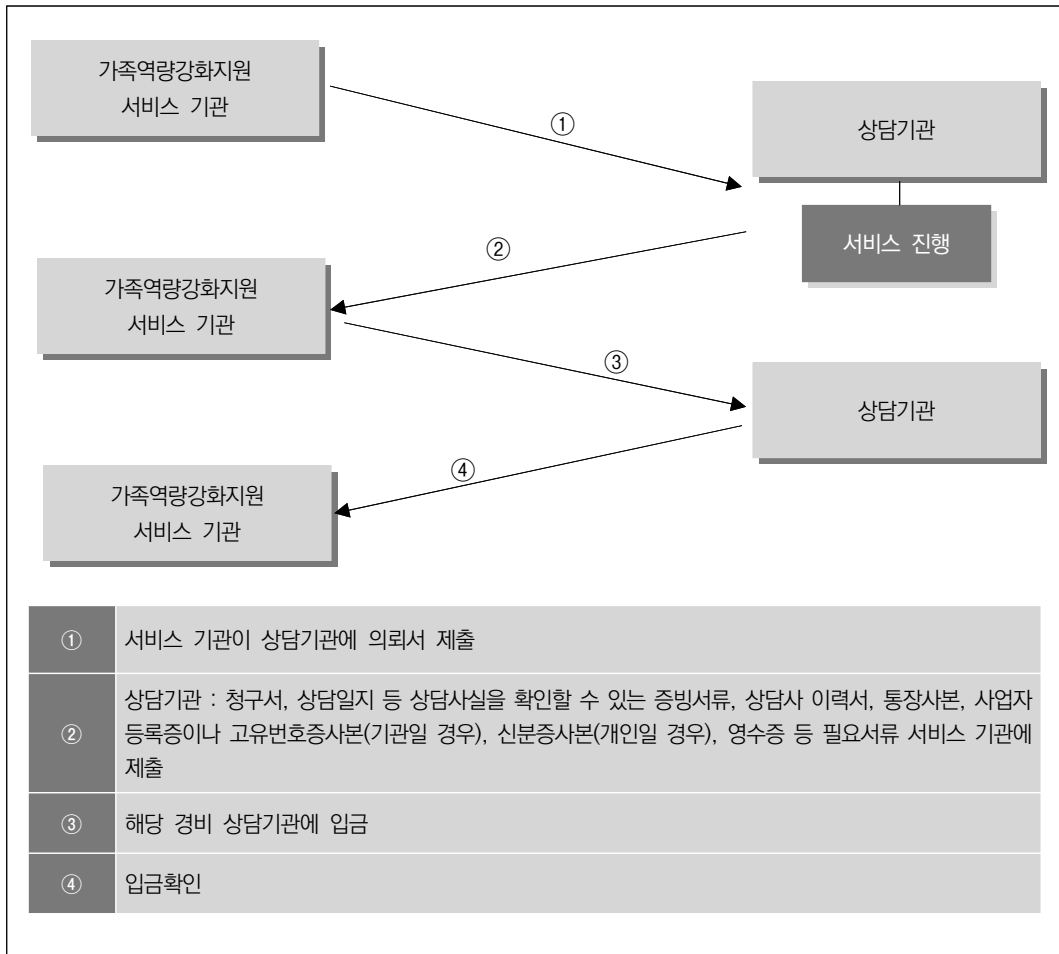 가족역량강화지원
서비스 기관
①
상담기관
서비스 진행
②
가족역량강화지원
서비스 기관
③
상담기관
④
가족역량강화지원
서비스 기관
① 서비스 기관이 상담기관에 의뢰서 제출
② 상담기관 : 청구서, 상담일지 등 상담사실을 확인할 수 있는 증빙서류, 상담사 이력서, 통장사본, 사업자
등록증이나 고유번호증사본(기관일 경우), 신분증사본(개인일 경우), 영수증 등 필요서류 서비스 기관에
제출
③ 해당 경비 상담기관에 입금
④ 입금확인